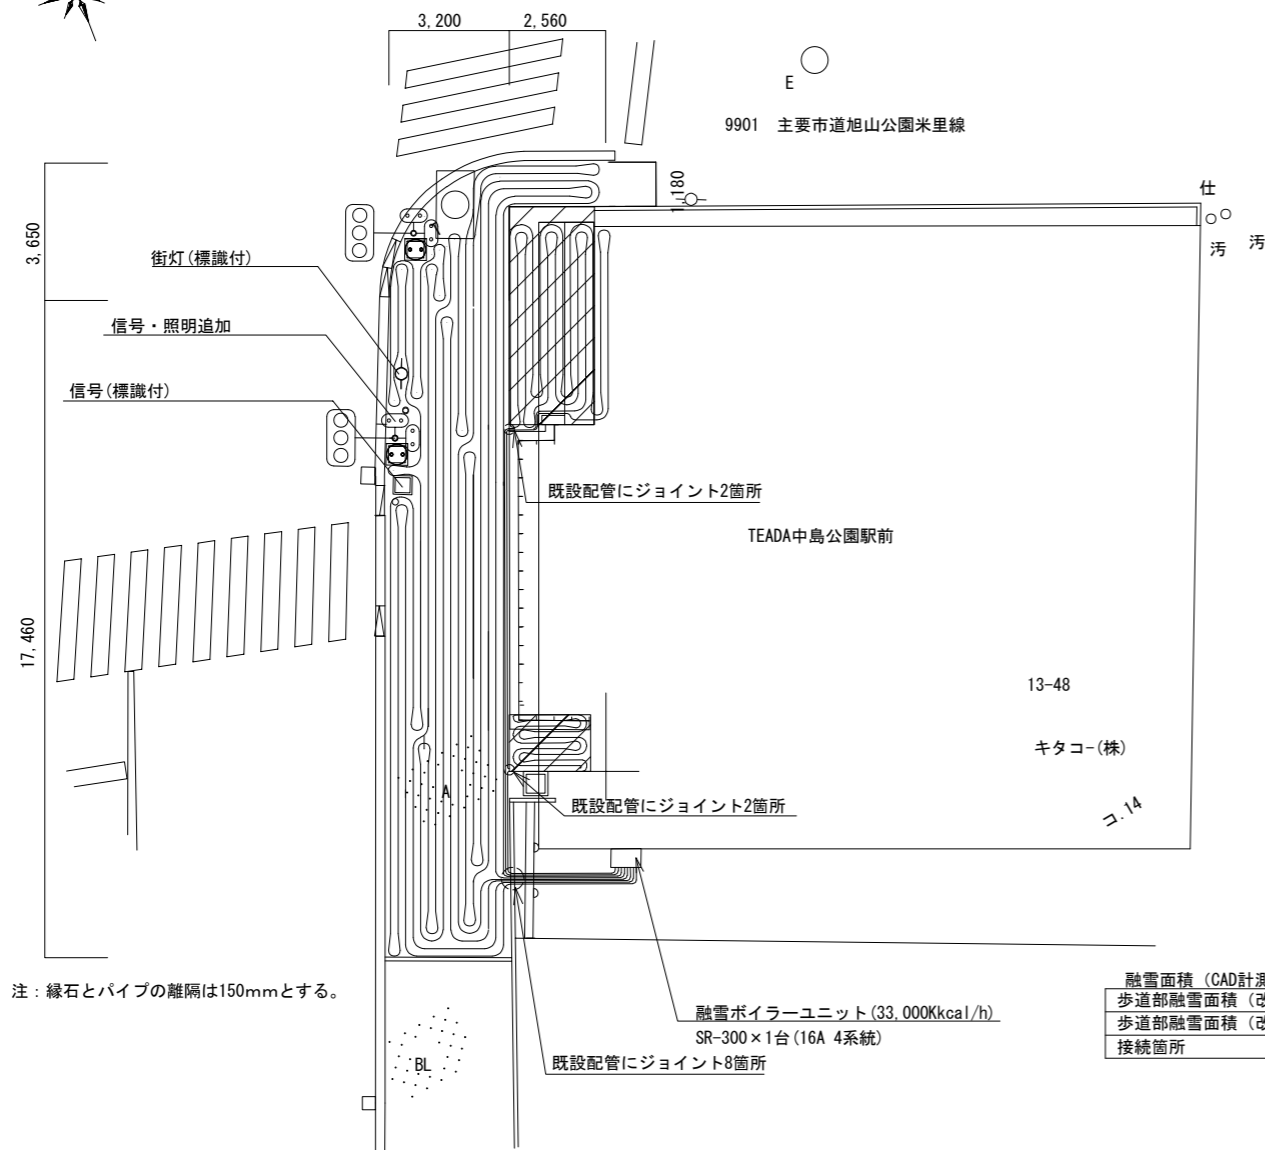 3,200
2,560
E
9901 主要市道旭山公園米里線
180
仕
汚
汚
3,650
街灯(標識付)
信号・照明追加
信号(標識付)
既設配管にジョイント2箇所
TEADA中島公園駅前
17,460
13-48
キタコー(株)
A
既設配管にジョイント2箇所
コ.14
注：縁石とパイプの離隔は150mmとする。
融雪ボイラーユニット(33,000Kkcal/h)
SR-300×1台(16A 4系統)
既設配管にジョイント8箇所
BL
融雪面積（CAD計測
歩道部融雪面積（改
歩道部融雪面積（改
接続箇所